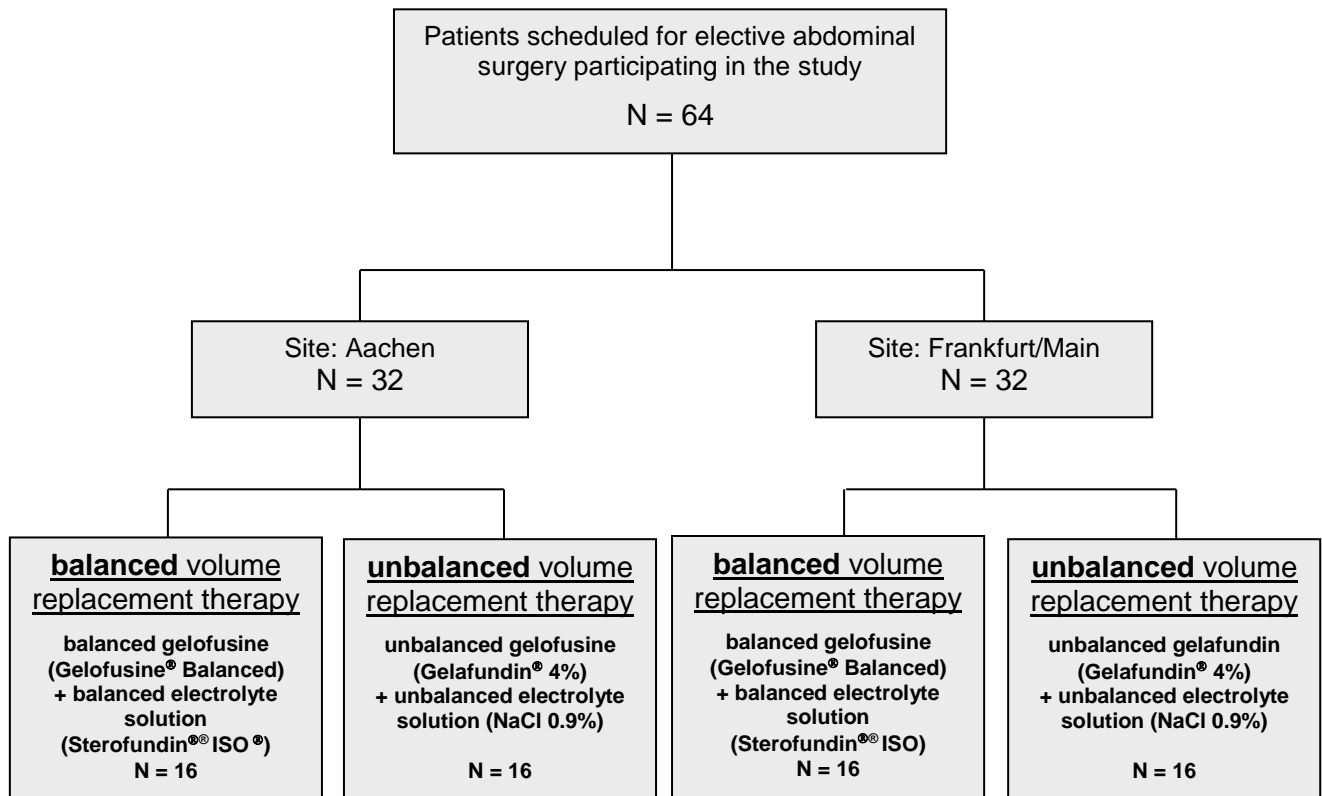 Patients scheduled for elective abdominal
surgery participating in the study
N = 64
Site: Aachen
N = 32
Site: Frankfurt/Main
N = 32
balanced volume
replacement therapy
balanced gelofusine
(Gelofusine® Balanced)
+ balanced electrolyte
solution
(Sterofundin®® ISO ®)
N = 16
unbalanced volume
replacement therapy
unbalanced gelofusine
(Gelafundin® 4%)
+ unbalanced electrolyte
solution (NaCl 0.9%)
N = 16
balanced volume
replacement therapy
balanced gelofusine
(Gelofusine® Balanced)
+ balanced electrolyte
solution
(Sterofundin®® ISO)
N = 16
unbalanced volume
replacement therapy
unbalanced gelafundin
(Gelafundin® 4%)
+ unbalanced electrolyte
solution (NaCl 0.9%)
N = 16